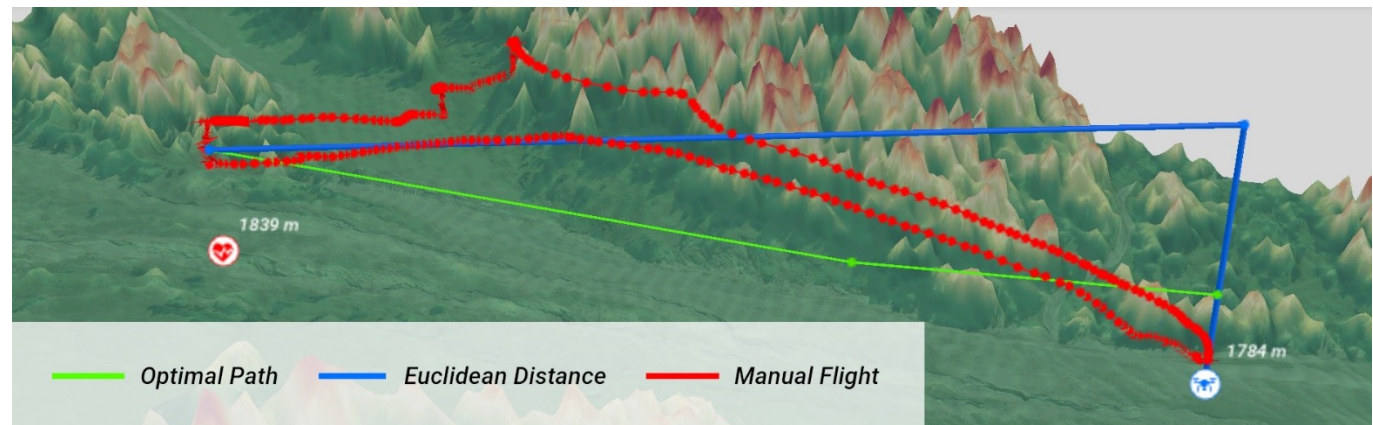 1839 m
1784 m
Optimal Path
Euclidean Distance
Manual Flight